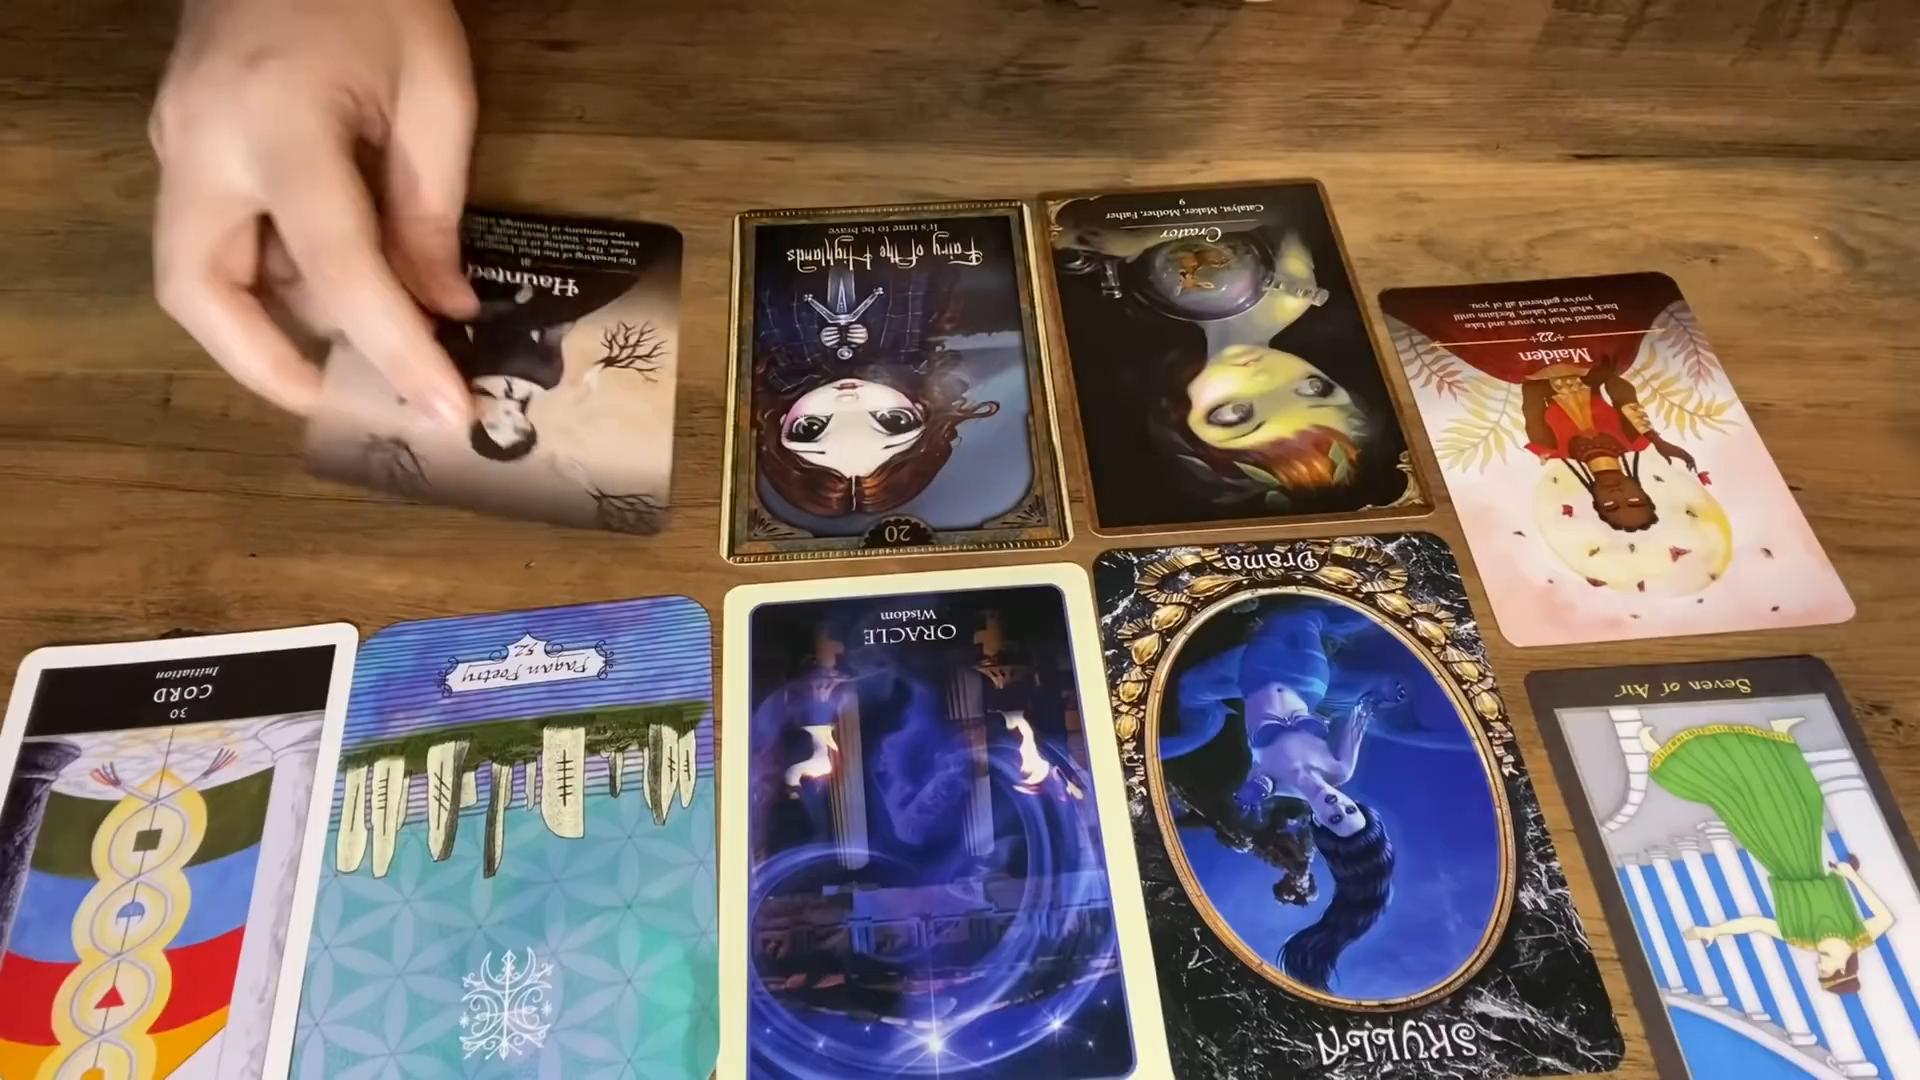 Haunted
Fairy of the Highlands
It's time to be brave
20
Creator
Catalyst, Maker, Mother, Father
9
Maiden
+22+
Demand what is yours and take
back what was taken. Reclaim until
you've gathered all of you.
30
CORD
Initiation
Pagan Poetry
52
ORACLE
Wisdom
Drama
SKYLLA
Seven of Air